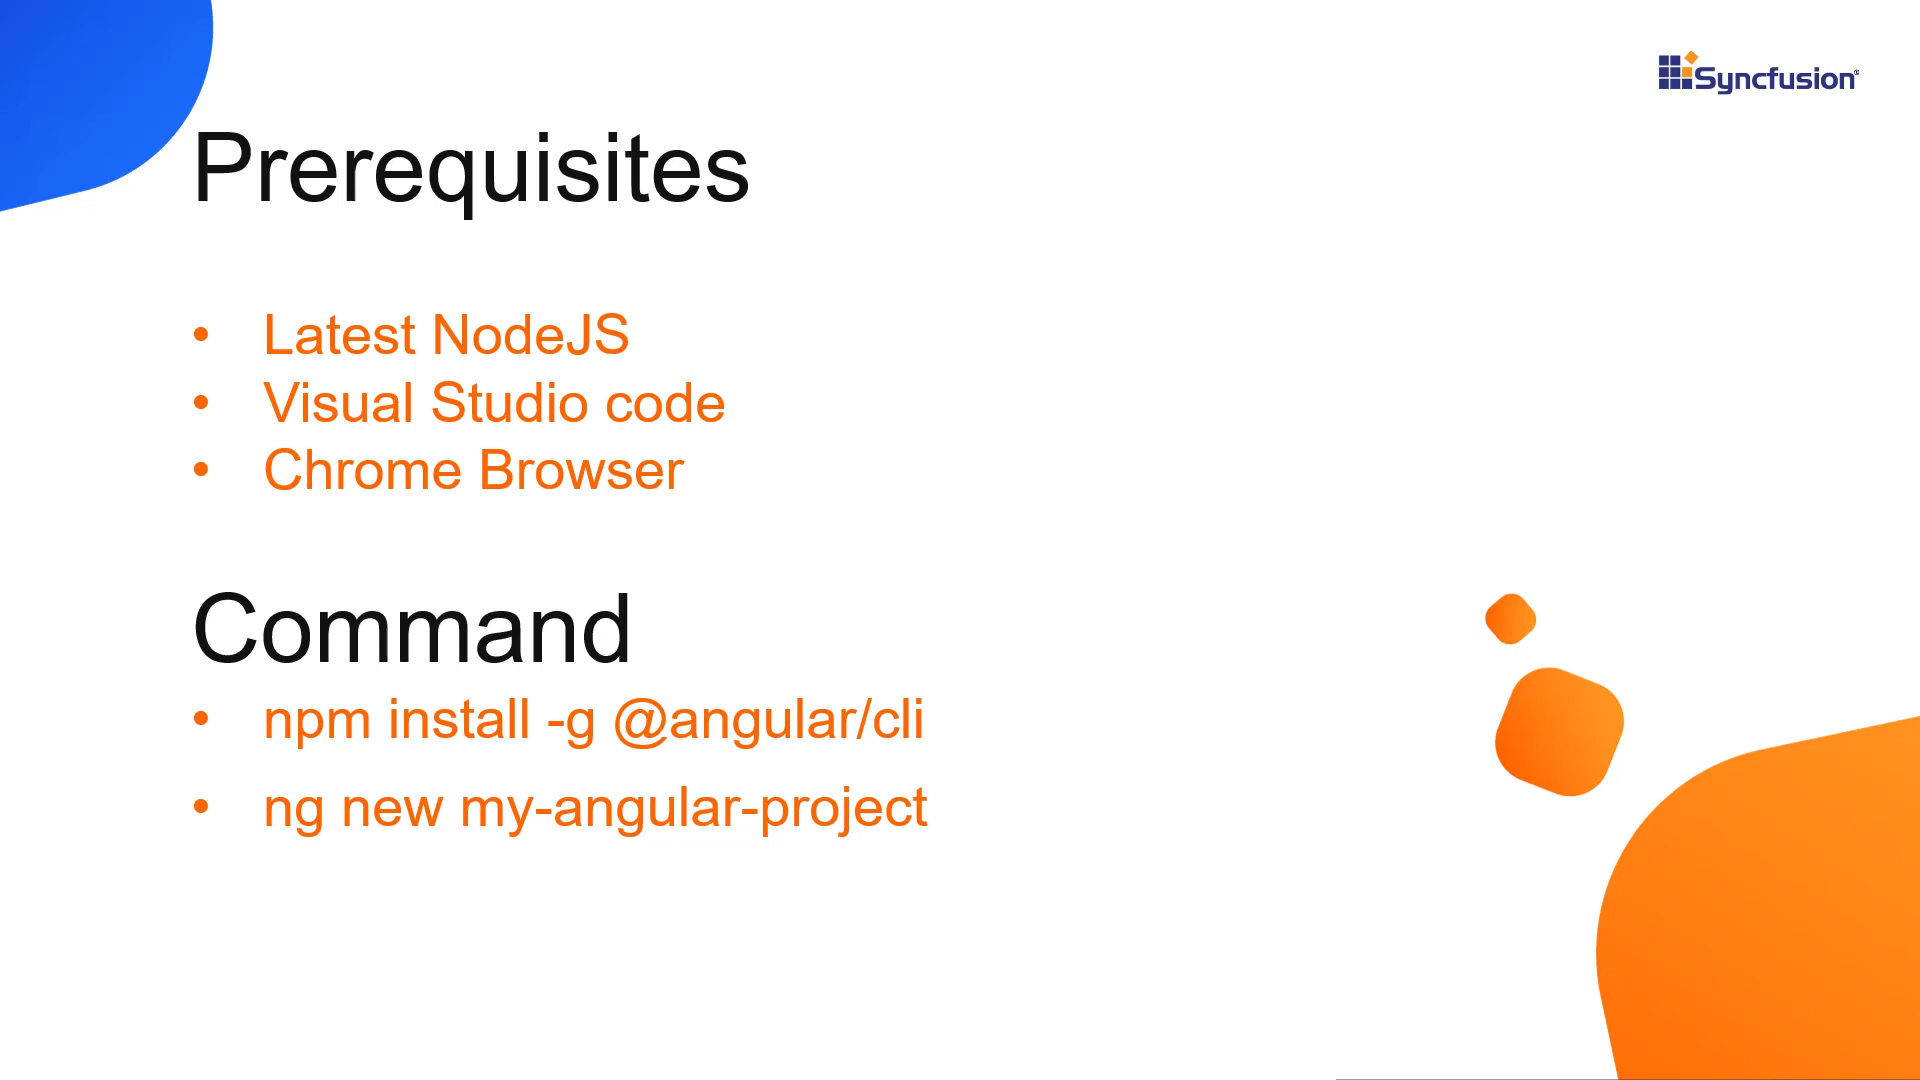 Syncfusion®
Prerequisites
• Latest NodeJS
• Visual Studio code
• Chrome Browser
Command
• npm install -g @angular/cli
• ng new my-angular-project